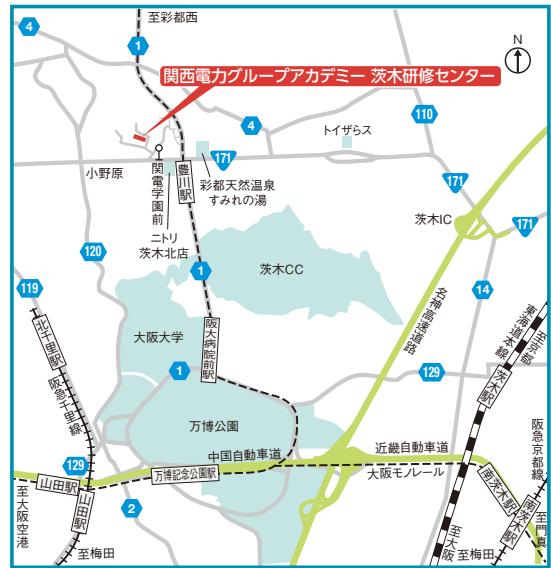 至彩都西
4
1
N
関西電力グループアカデミー 茨木研修センター
4
110
トイザらス
小野原
関電学園前
豊川駅
171
彩都天然温泉
すみれの湯
171
171
ニトリ
茨木北店
茨木IC
120
1
茨木CC
14
119
北千里駅
大阪大学
阪大病院前駅
名神高速道路
東海道本線
至京都
茨木駅
阪急千里線
1
129
万博公園
阪急京都線
中国自動車道
近畿自動車道
129
万博記念公園駅
大阪モノレール
山田駅
山田駅
南茨木駅
南茨木駅
2
至大阪空港
至梅田
至大阪
至梅田
至門真